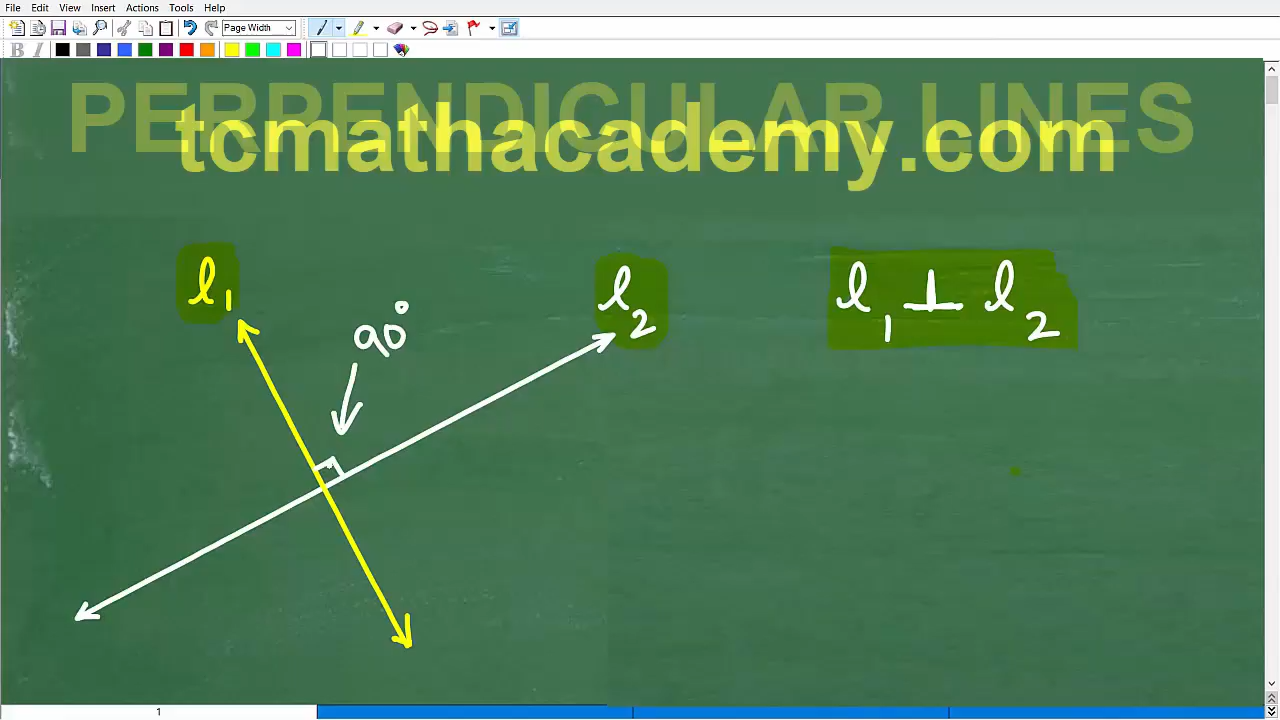 File Edit View Insert Actions Tools Help
Page Width
B I
PERPENDICULAR LINES
tcmathacademy.com
l₁
l₂
l₁ ⊥ l₂
90°
1